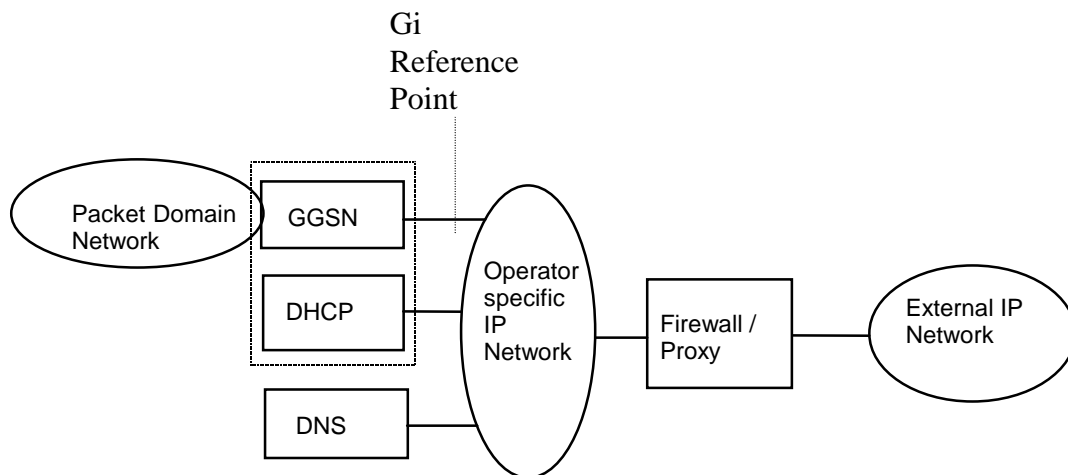 Gi
Reference
Point
Packet Domain
Network
GGSN
DHCP
DNS
Operator
specific
IP
Network
Firewall /
Proxy
External IP
Network